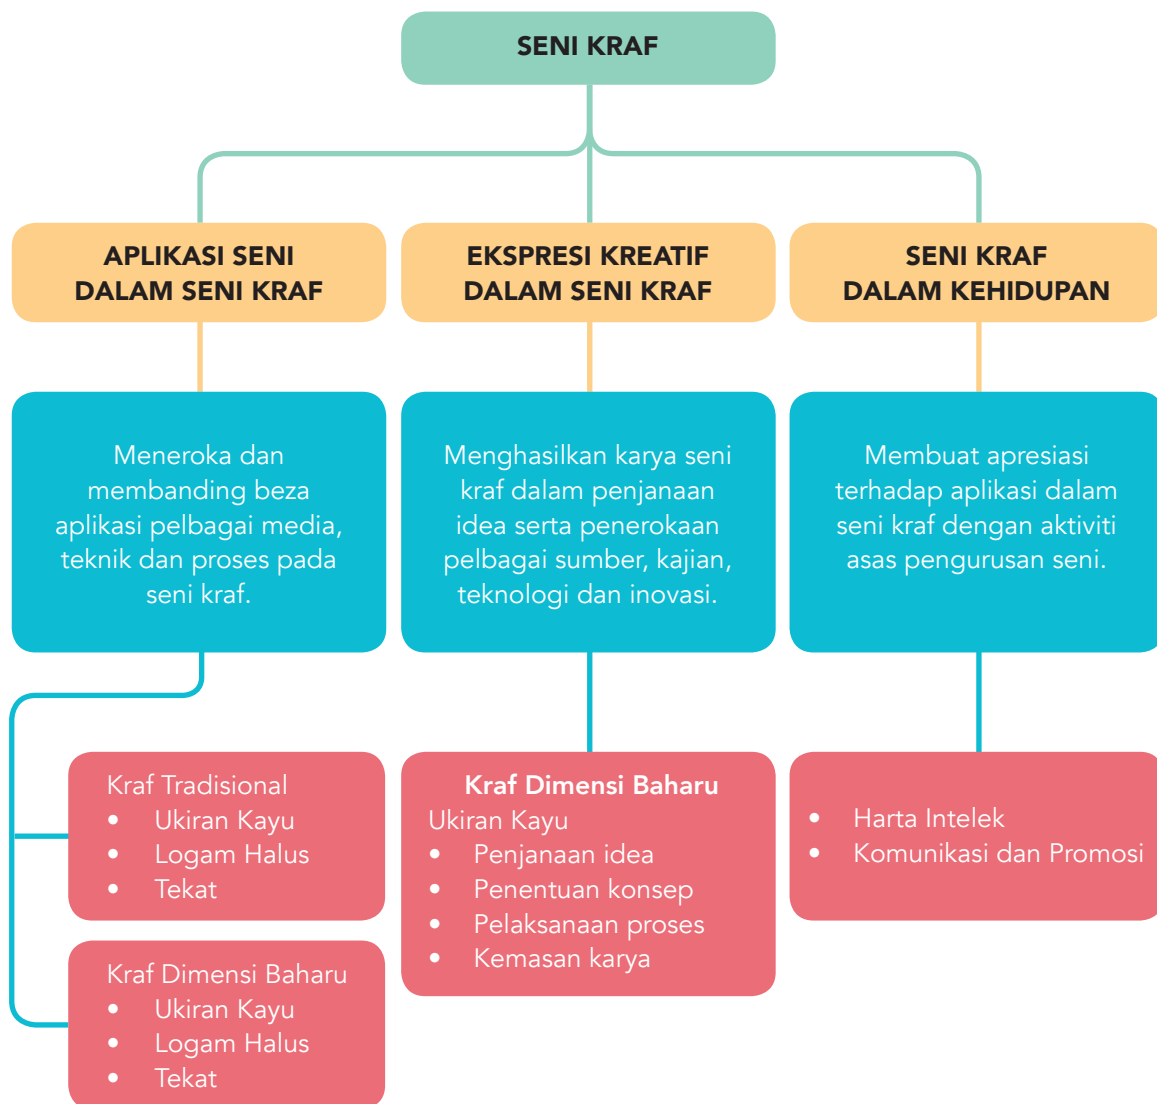 SENI KRAF
APLIKASI SENI
DALAM SENI KRAF
Meneroka dan
membanding beza
aplikasi pelbagai media,
teknik dan proses pada
seni kraf.
Kraf Tradisional
• Ukiran Kayu
• Logam Halus
• Tekat
Kraf Dimensi Baharu
• Ukiran Kayu
• Logam Halus
• Tekat
EKSPRESI KREATIF
DALAM SENI KRAF
Menghasilkan karya seni
kraf dalam penjanaan
idea serta penerokaan
pelbagai sumber, kajian,
teknologi dan inovasi.
Kraf Dimensi Baharu
Ukiran Kayu
• Penjanaan idea
• Penentuan konsep
• Pelaksanaan proses
• Kemasan karya
SENI KRAF
DALAM KEHIDUPAN
Membuat apresiasi
terhadap aplikasi dalam
seni kraf dengan aktiviti
asas pengurusan seni.
• Harta Intelek
• Komunikasi dan Promosi